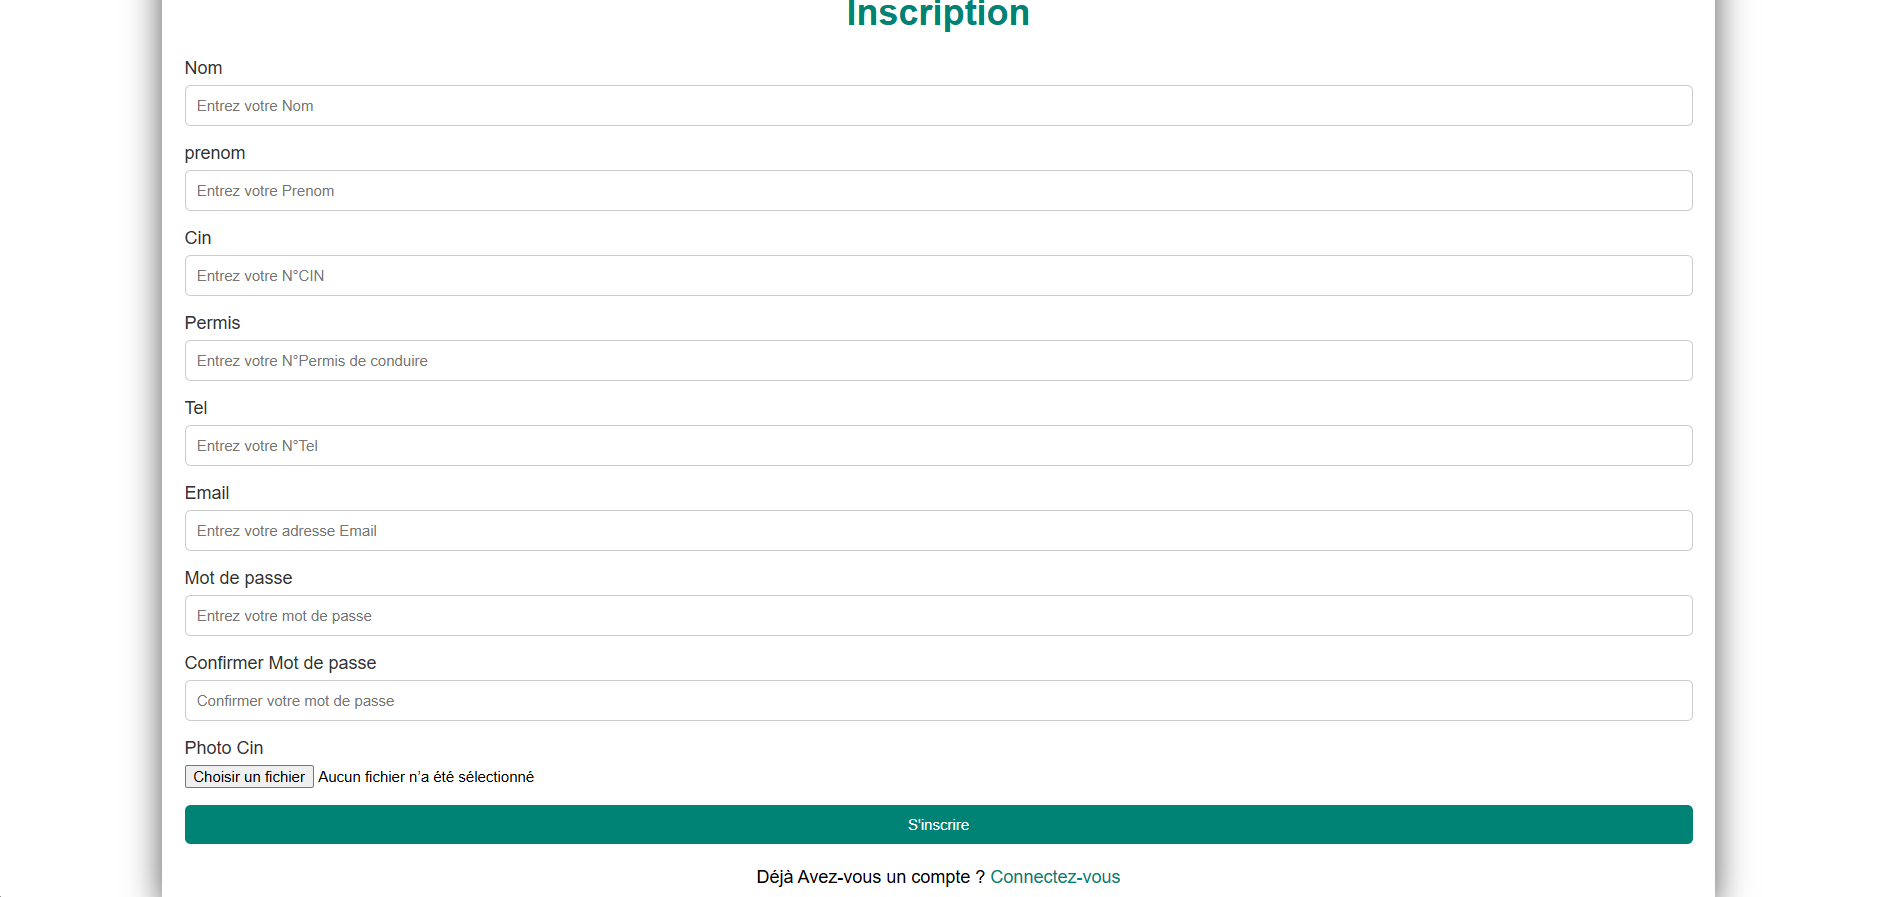 Inscription
Nom
Entrez votre Nom
prenom
Entrez votre Prenom
Cin
Entrez votre N°CIN
Permis
Entrez votre N°Permis de conduire
Tel
Entrez votre N°Tel
Email
Entrez votre adresse Email
Mot de passe
Entrez votre mot de passe
Confirmer Mot de passe
Confirmer votre mot de passe
Photo Cin
Choisir un fichier Aucun fichier n’a été sélectionné
S'inscrire
Déjà Avez-vous un compte ? Connectez-vous